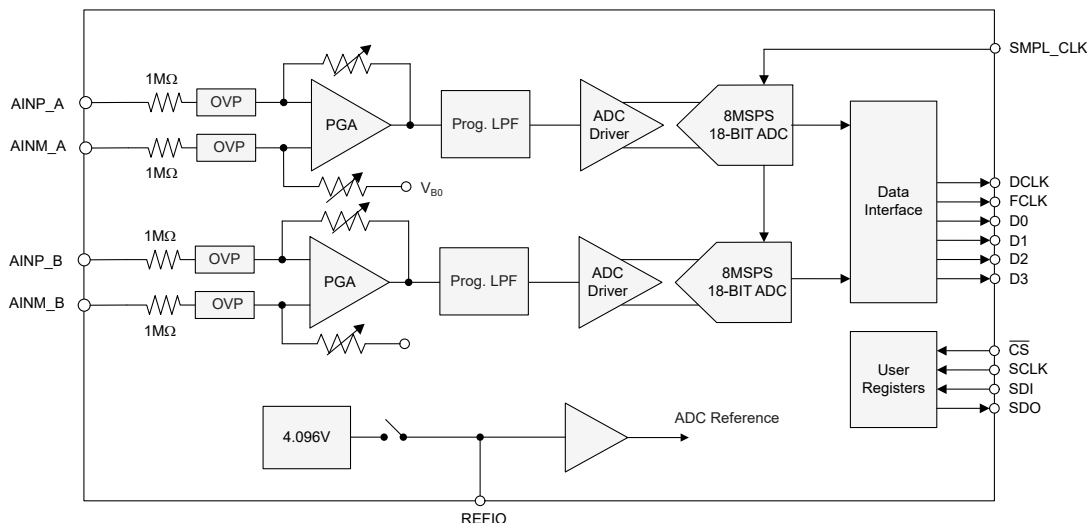 SMPL_CLK
1MΩ
AINP_A
OVP
PGA
Prog. LPF
ADC
Driver
8MSPS
18-BIT ADC
AINM_A
OVP
1MΩ
VB0
Data
Interface
DCLK
FCLK
D0
D1
D2
D3
1MΩ
AINP_B
OVP
PGA
Prog. LPF
ADC
Driver
8MSPS
18-BIT ADC
AINM_B
OVP
1MΩ
User
Registers
CS
SCLK
SDI
SDO
4.096V
ADC Reference
REFIO